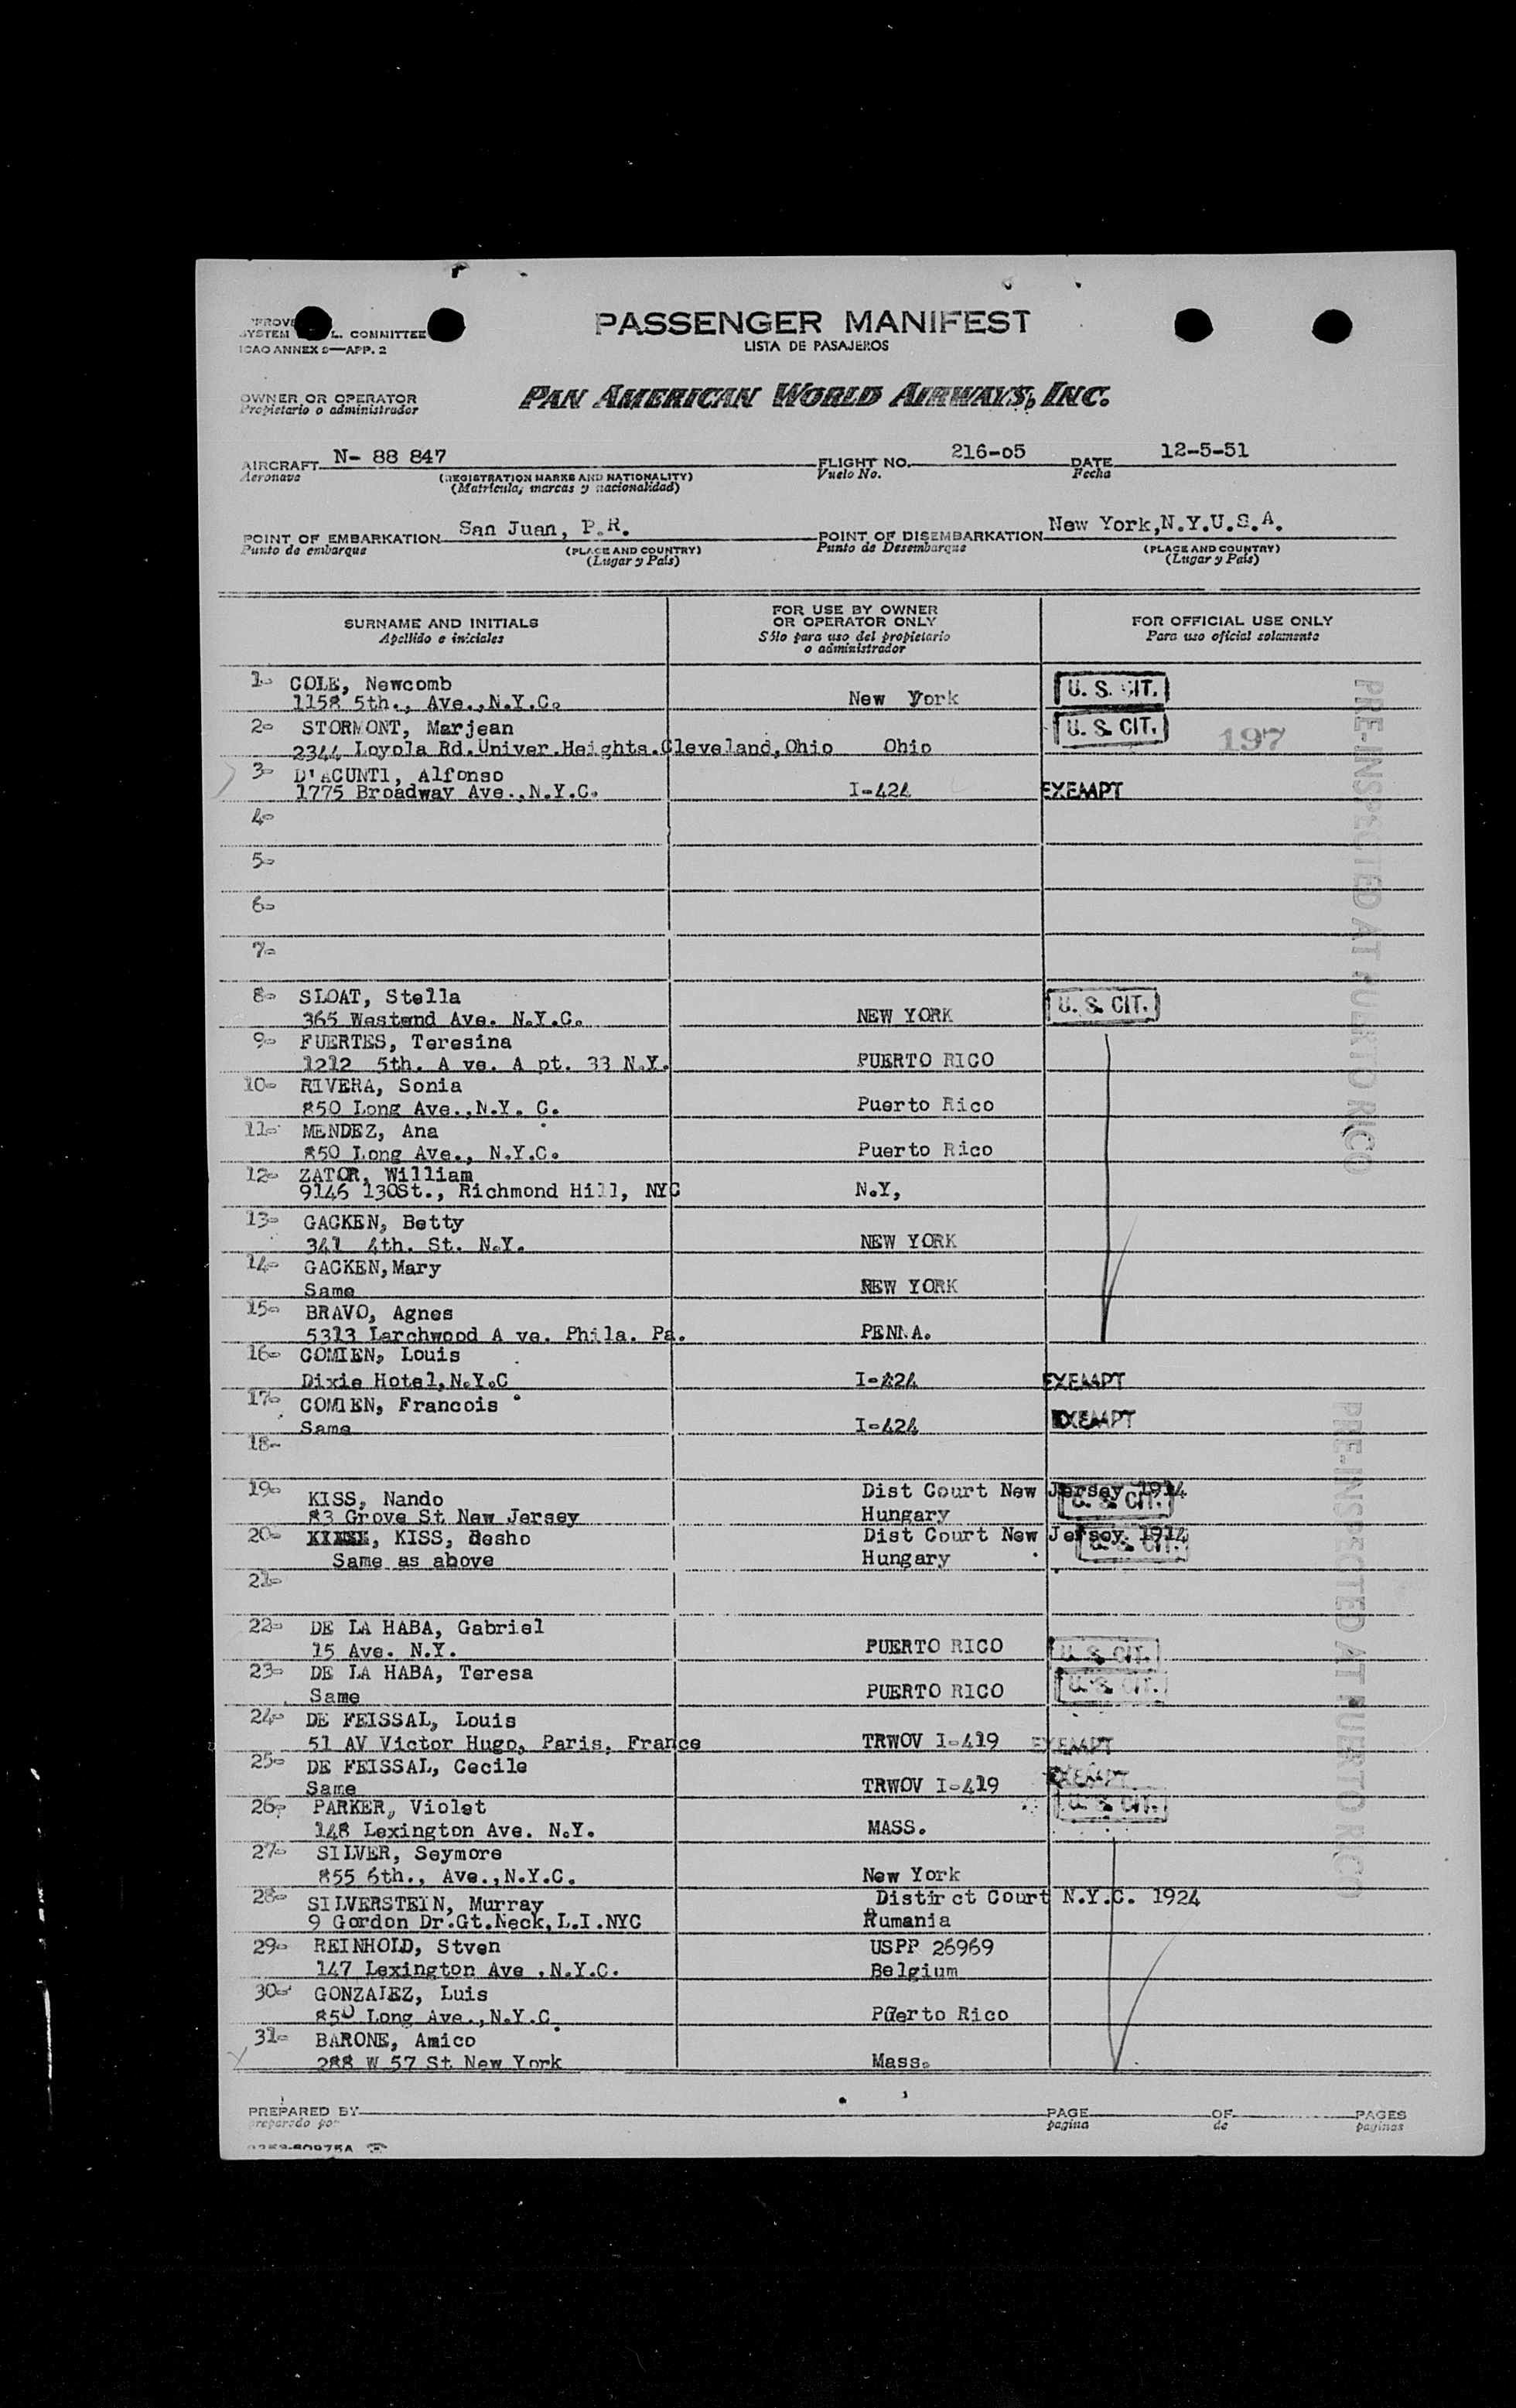 PASSENGER MANIFEST
LISTA DE PASAJEROS
SYSTEM L. COMMITTEE
ICAO ANNEX 9—APP. 2
OWNER OR OPERATOR
Propietario o administrador
PAN AMERICAN WORLD AIRWAYS, INC.
AIRCRAFT N- 88 847 FLIGHT NO. 216-05 DATE 12-5-51
Aeronave (REGISTRATION MARKS AND NATIONALITY) Vuelo No. Fecha
(Matricula, marcas y nacionalidad)
POINT OF EMBARKATION San Juan, P.R. POINT OF DISEMBARKATION New York,N.Y.U.S.A.
Punto de embarque (PLACE AND COUNTRY) Punto de Desembarque (PLACE AND COUNTRY)
(Lugar y País) (Lugar y País)
SURNAME AND INITIALS FOR USE BY OWNER OR OPERATOR ONLY FOR OFFICIAL USE ONLY
Apellido e iniciales Sólo para uso del propietario o administrador Para uso oficial solamente
1- COLE, Newcomb U. S. CIT.
1158 5th., Ave.,N.Y.C. New York
2- STORMONT, Marjean U. S. CIT. 197
2344 Loyola Rd.Univer.Heights.Cleveland,Ohio Ohio
3- D'ACUNTI, Alfonso
1775 Broadway Ave.,N.Y.C. I-424 EXEMPT
4-
5-
6-
7-
8- SLOAT, Stella U. S. CIT.
365 Westend Ave. N.Y.C. NEW YORK
9- FUERTES, Teresina
1212 5th. A ve. A pt. 33 N.Y. PUERTO RICO
10- RIVERA, Sonia
850 Long Ave.,N.Y. C. Puerto Rico
11- MENDEZ, Ana
850 Long Ave., N.Y.C. Puerto Rico
12- ZATOR, William
9146 130St., Richmond Hill, NYC N.Y,
13- GACKEN, Betty
341 4th. St. N.Y. NEW YORK
14- GACKEN,Mary
Same NEW YORK
15- BRAVO, Agnes
5313 Larchwood A ve. Phila. Pa. PENNA.
16- COMIEN, Louis
Dixie Hotel,N.Y.C I-424 EXEMPT
17- COMIEN, Francois
Same I-424 EXEMPT
18-
19- KISS, Nando Dist Court New Jersey 1914
83 Grove St New Jersey Hungary U. S. CIT.
20- KISS, desho Dist Court New Jersey. 1914
Same as above Hungary U. S. CIT.
21-
22- DE LA HABA, Gabriel
15 Ave. N.Y. PUERTO RICO U. S. CIT.
23- DE LA HABA, Teresa
Same PUERTO RICO U. S. CIT.
24- DE FEISSAL, Louis
51 AV Victor Hugo, Paris, France TRWOV I-419 EXEMPT
25- DE FEISSAL, Cecile
Same TRWOV I-419 EXEMPT
26- PARKER, Violet U. S. CIT.
148 Lexington Ave. N.Y. MASS.
27- SILVER, Seymore
855 6th., Ave.,N.Y.C. New York
28- SILVERSTEIN, Murray Distirct Court N.Y.C. 1924
9 Gordon Dr.Gt.Neck,L.I.NYC Rumania
29- REINHOLD, Stven USPP 26969
147 Lexington Ave ,N.Y.C. Belgium
30- GONZALEZ, Luis
850 Long Ave.,N.Y.C. Puerto Rico
31- BARONE, Amico
288 W 57 St New York Mass.
PRE-INSPECTED AT PUERTO RICO
PRE-INSPECTED AT PUERTO RICO
PREPARED BY PAGE OF PAGES
preparado por pagina de paginas